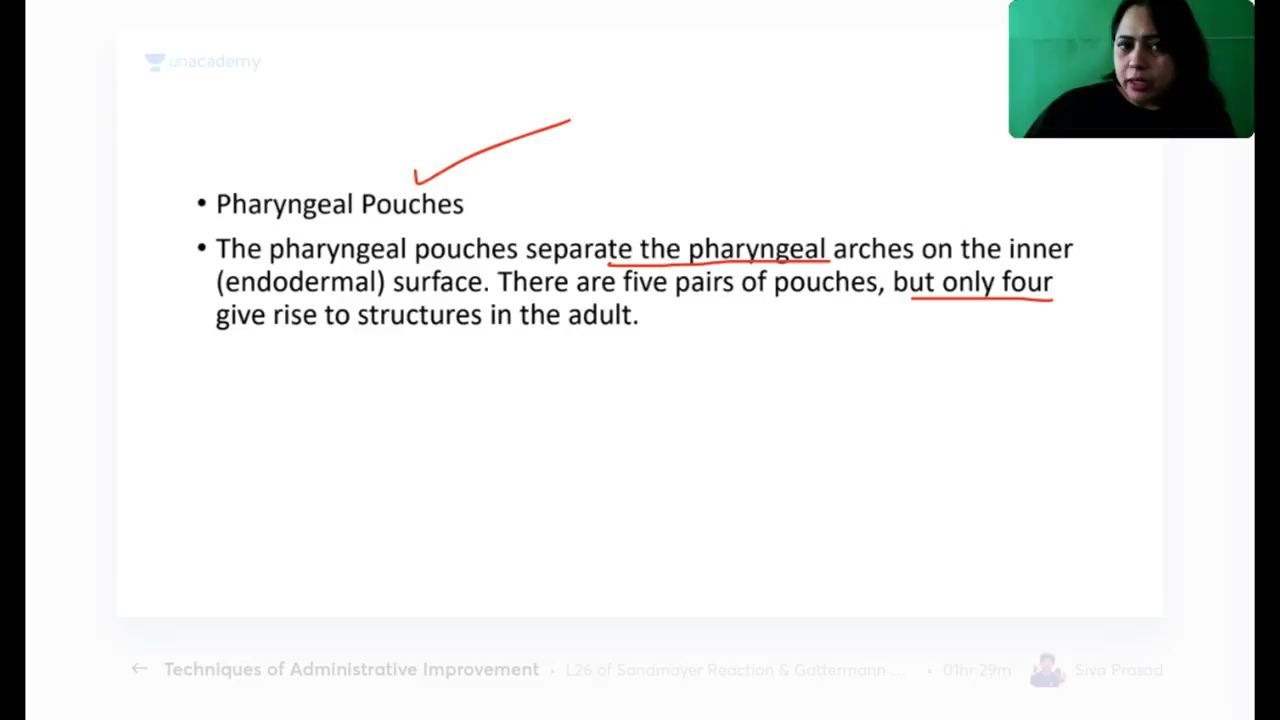 unacademy
• Pharyngeal Pouches
• The pharyngeal pouches separate the pharyngeal arches on the inner
(endodermal) surface. There are five pairs of pouches, but only four
give rise to structures in the adult.
← Techniques of Administrative Improvement • L26 of Sandmayer Reaction & Gattermann ... • 01hr 29m Siva Prasad